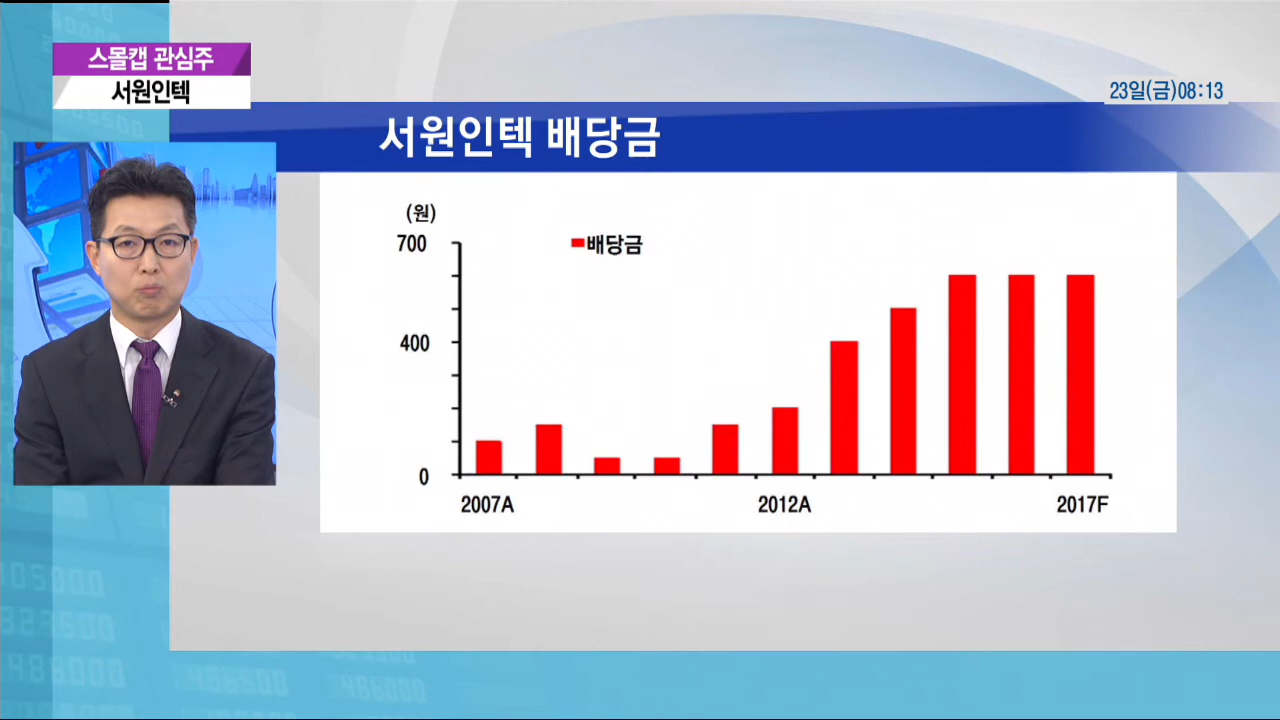 스몰캡 관심주
서원인텍
23일(금)08:13
서원인텍 배당금
(원)
700
배당금
400
0
2007A
2012A
2017F